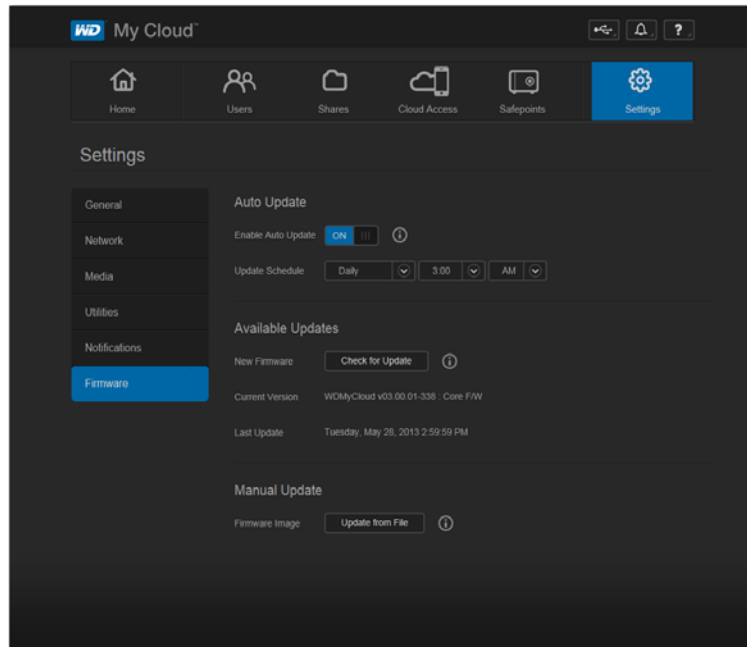 WD My Cloud™
?
Home
Users
Shares
Cloud Access
Safepoints
Settings
Settings
General
Network
Media
Utilities
Notifications
Firmware
Auto Update
Enable Auto Update ON
Update Schedule Daily 3:00 AM
Available Updates
New Firmware Check for Update
Current Version WDMyCloud v03.00.01-338 : Core F/W
Last Update Tuesday, May 28, 2013 2:59:59 PM
Manual Update
Firmware Image Update from File